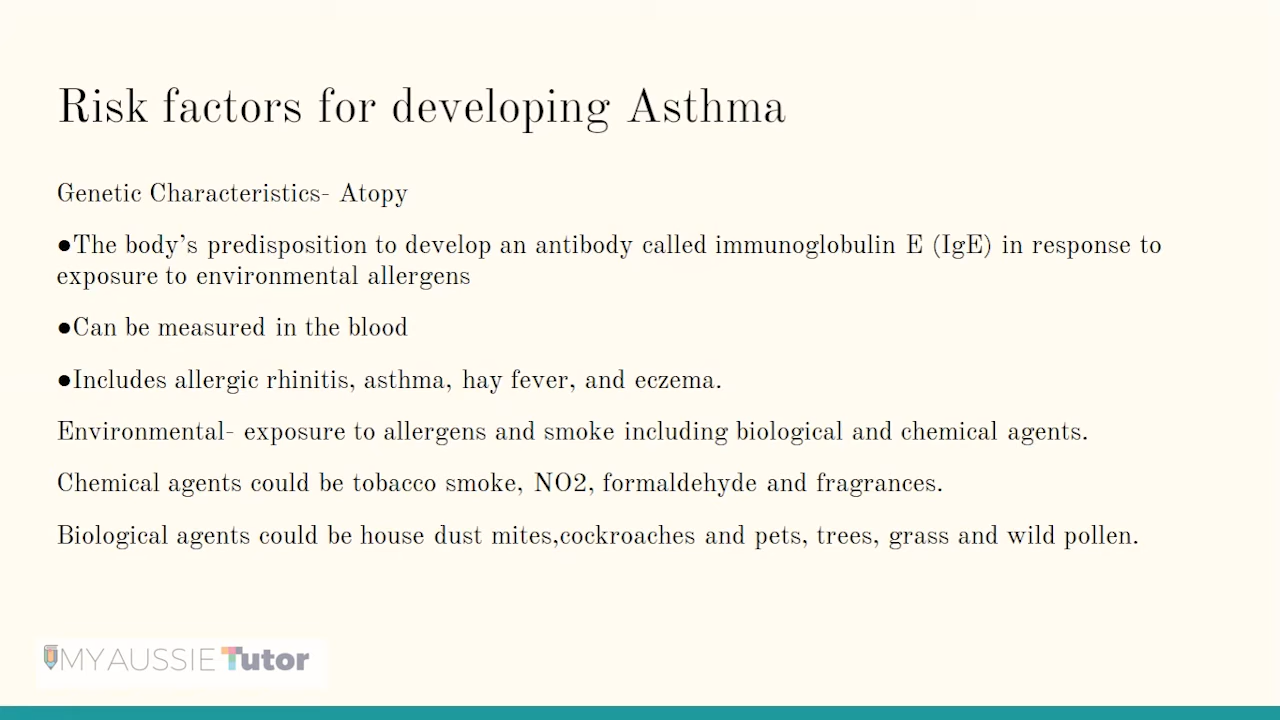 Risk factors for developing Asthma
Genetic Characteristics- Atopy
●The body’s predisposition to develop an antibody called immunoglobulin E (IgE) in response to
exposure to environmental allergens
●Can be measured in the blood
●Includes allergic rhinitis, asthma, hay fever, and eczema.
Environmental- exposure to allergens and smoke including biological and chemical agents.
Chemical agents could be tobacco smoke, NO2, formaldehyde and fragrances.
Biological agents could be house dust mites,cockroaches and pets, trees, grass and wild pollen.
MY AUSSIE Tutor